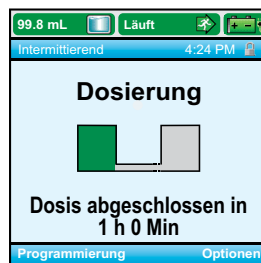 99.8 mL Läuft
Intermittierend 4:24 PM
Dosierung
Dosis abgeschlossen in
1 h 0 Min
Programmierung Optionen